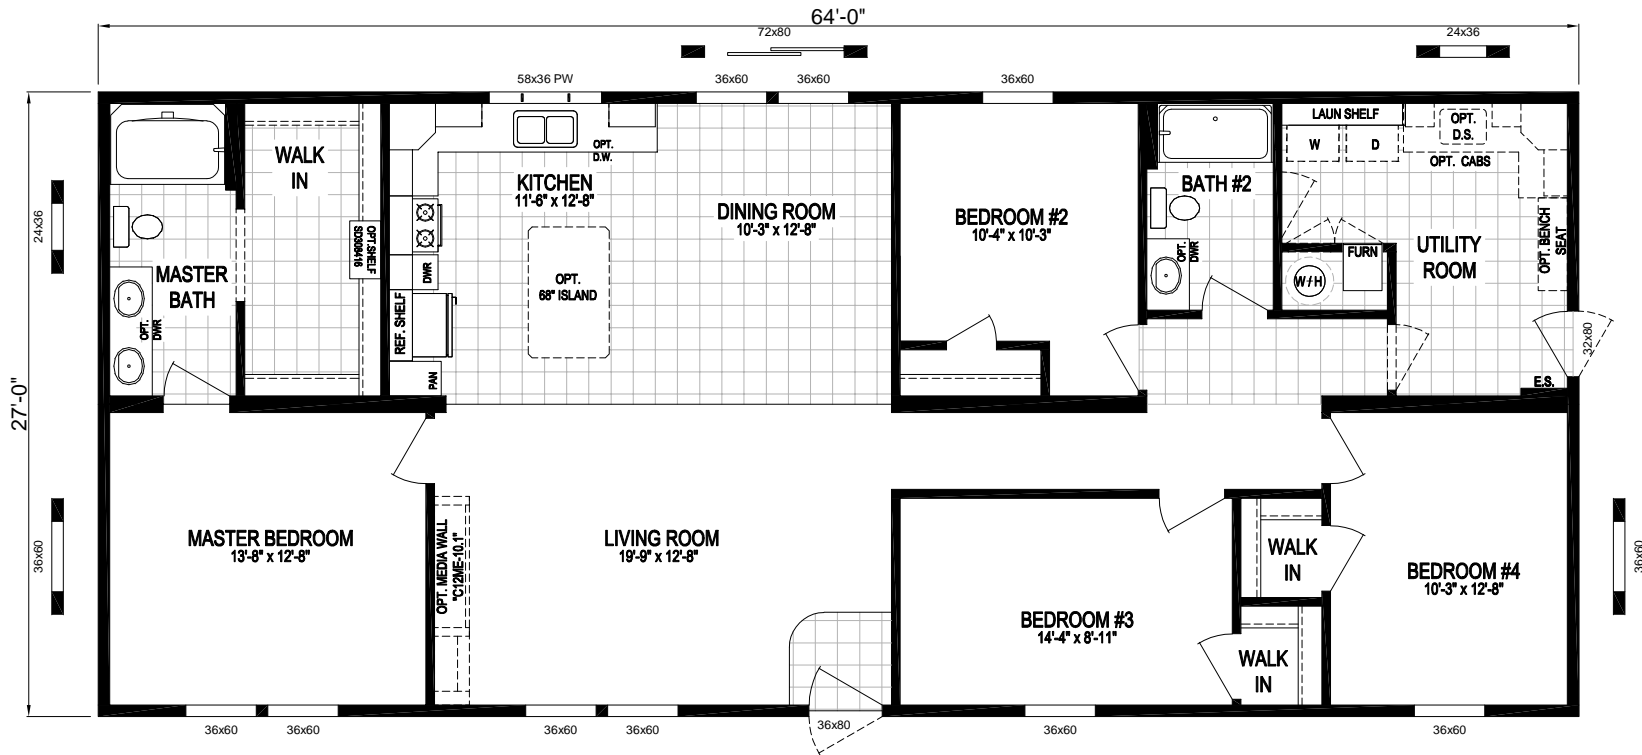 64'-0"
72x80
24x36
58x36 PW
36x60
36x60
36x60
27'-0"
24x36
36x60
WALK
IN
OPT.SHELF
SD308416
MASTER
BATH
OPT.
DWR
KITCHEN
11'-6" x 12'-8"
OPT.
D.W.
DINING ROOM
10'-3" x 12'-8"
OPT.
68" ISLAND
DWR
REF. SHELF
PAN
BEDROOM #2
10'-4" x 10'-3"
BATH #2
OPT.
DWR
LAUN SHELF
W
D
OPT.
D.S.
OPT. CABS
OPT. BENCH
SEAT
UTILITY
ROOM
FURN
W/H
E.S.
32x80
MASTER BEDROOM
13'-8" x 12'-8"
OPT. MEDIA WALL
"C12ME-10.1"
LIVING ROOM
19'-9" x 12'-8"
BEDROOM #3
14'-4" x 8'-11"
WALK
IN
WALK
IN
BEDROOM #4
10'-3" x 12'-8"
36x60
36x60
36x60
36x60
36x60
36x80
36x60
36x60